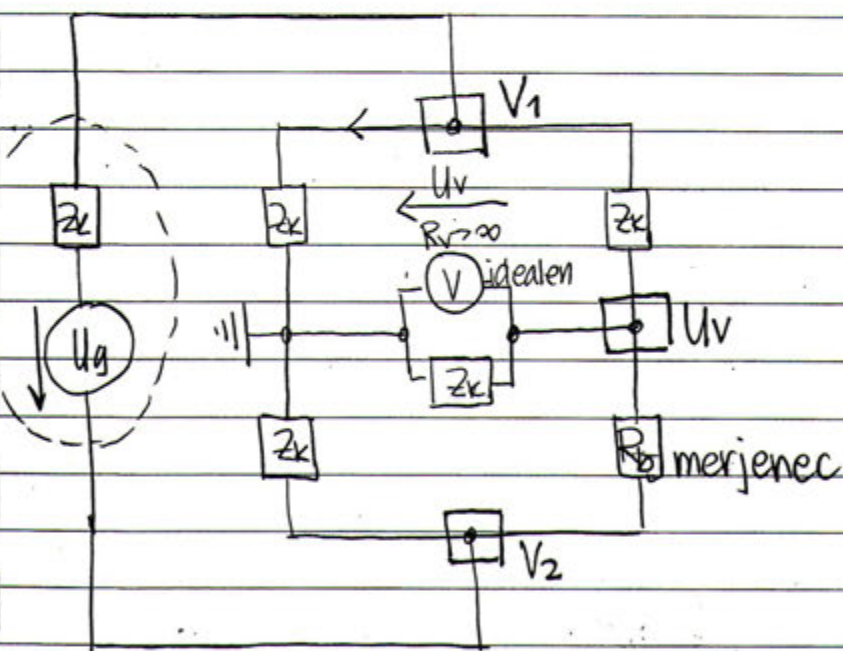 V1
Uv
Rv→∞
Zk
Zk
Zk
V idealen
Ug
Uv
Zk
Zk
Rb merjenec
V2